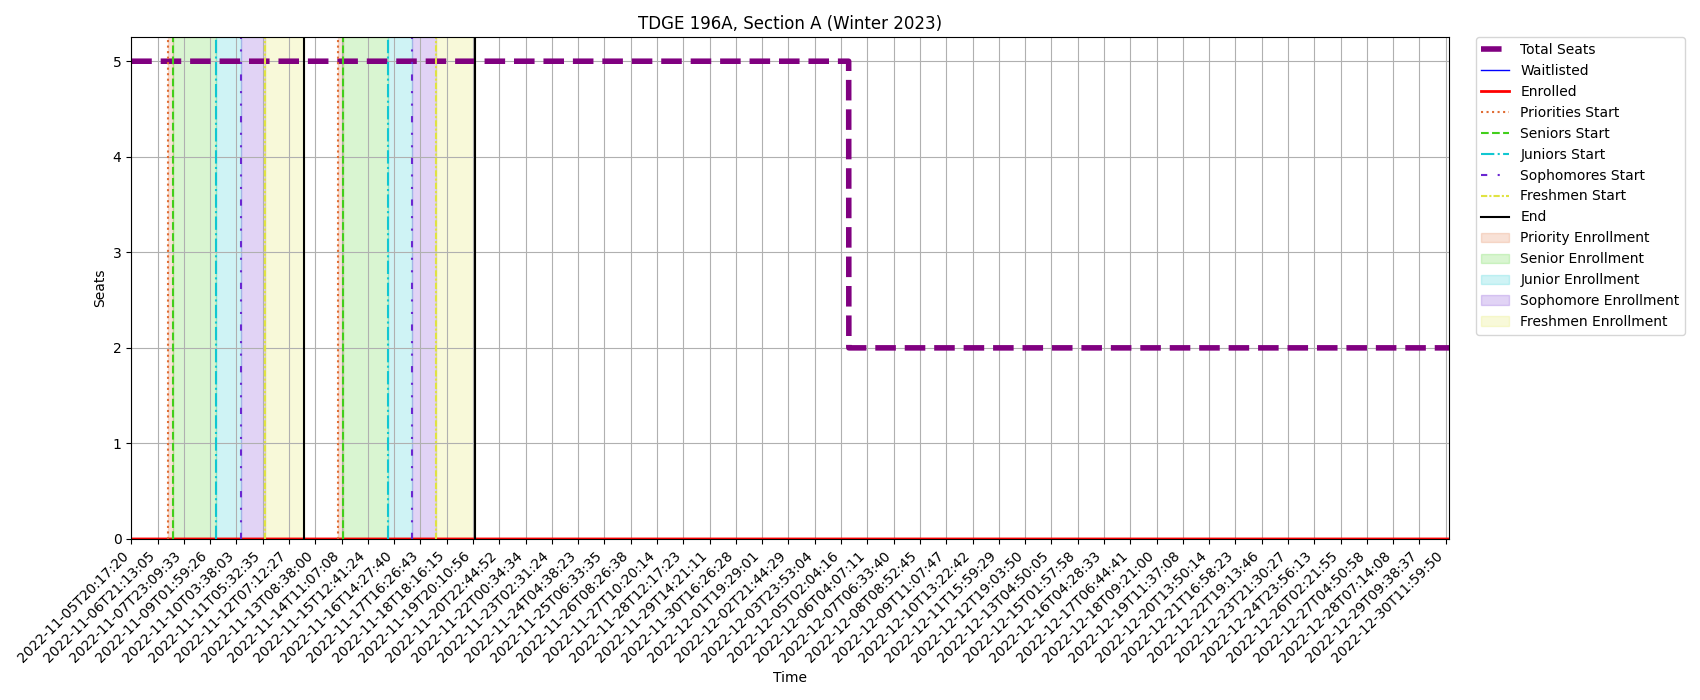 TDGE 196A, Section A (Winter 2023)
Total Seats
Waitlisted
Enrolled
Priorities Start
Seniors Start
Juniors Start
Sophomores Start
Freshmen Start
End
Priority Enrollment
Senior Enrollment
Junior Enrollment
Sophomore Enrollment
Freshmen Enrollment
Seats
5
4
3
2
1
0
2022-11-05T20:17:20
2022-11-06T21:13:05
2022-11-07T23:09:33
2022-11-09T01:59:26
2022-11-10T03:38:03
2022-11-11T05:32:35
2022-11-12T07:12:27
2022-11-13T08:38:00
2022-11-14T11:07:08
2022-11-15T12:41:24
2022-11-16T14:27:40
2022-11-17T16:26:43
2022-11-18T18:16:15
2022-11-19T20:10:56
2022-11-20T22:44:52
2022-11-22T00:34:34
2022-11-23T02:31:24
2022-11-24T04:38:23
2022-11-25T06:33:35
2022-11-26T08:26:38
2022-11-27T10:20:14
2022-11-28T12:17:23
2022-11-29T14:21:11
2022-11-30T16:26:28
2022-12-01T19:29:01
2022-12-02T21:44:29
2022-12-03T23:53:04
2022-12-05T02:04:16
2022-12-06T04:07:11
2022-12-07T06:33:40
2022-12-08T08:52:45
2022-12-09T11:07:47
2022-12-10T13:22:42
2022-12-11T15:59:29
2022-12-12T19:03:50
2022-12-13T04:50:05
2022-12-15T01:57:58
2022-12-16T04:28:33
2022-12-17T06:44:41
2022-12-18T09:21:00
2022-12-19T11:37:08
2022-12-20T13:50:14
2022-12-21T16:58:23
2022-12-22T19:13:46
2022-12-23T21:30:27
2022-12-24T23:56:13
2022-12-26T02:21:55
2022-12-27T04:50:58
2022-12-28T07:14:08
2022-12-29T09:38:37
2022-12-30T11:59:50
Time